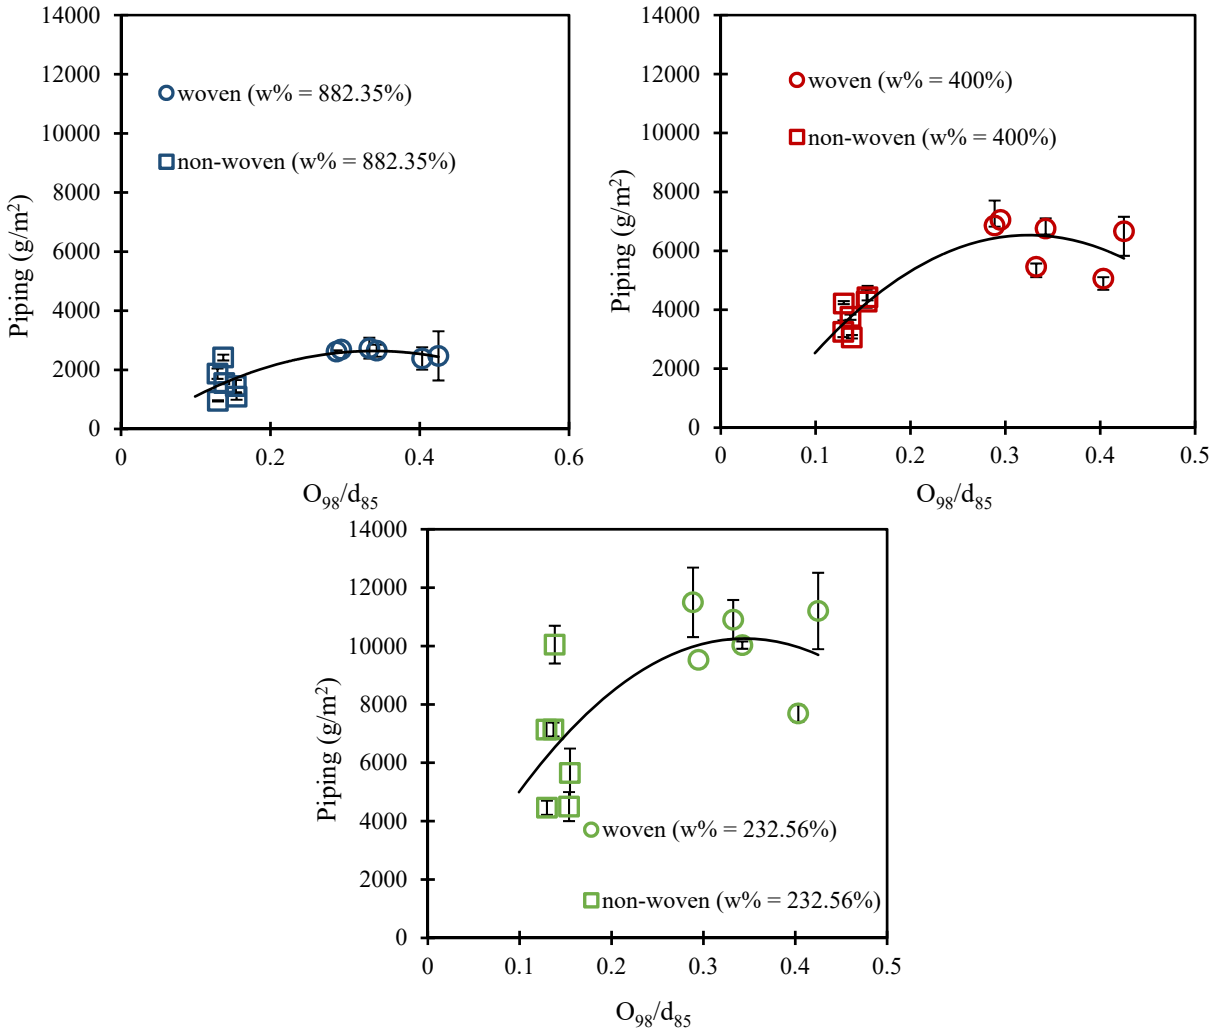 14000
12000
10000
8000
6000
4000
2000
0
Piping (g/m²)
woven (w% = 882.35%)
non-woven (w% = 882.35%)
0 0.2 0.4 0.6
O₉₈/d₈₅
14000
12000
10000
8000
6000
4000
2000
0
Piping (g/m²)
woven (w% = 400%)
non-woven (w% = 400%)
0 0.1 0.2 0.3 0.4 0.5
O₉₈/d₈₅
14000
12000
10000
8000
6000
4000
2000
0
Piping (g/m²)
woven (w% = 232.56%)
non-woven (w% = 232.56%)
0 0.1 0.2 0.3 0.4 0.5
O₉₈/d₈₅